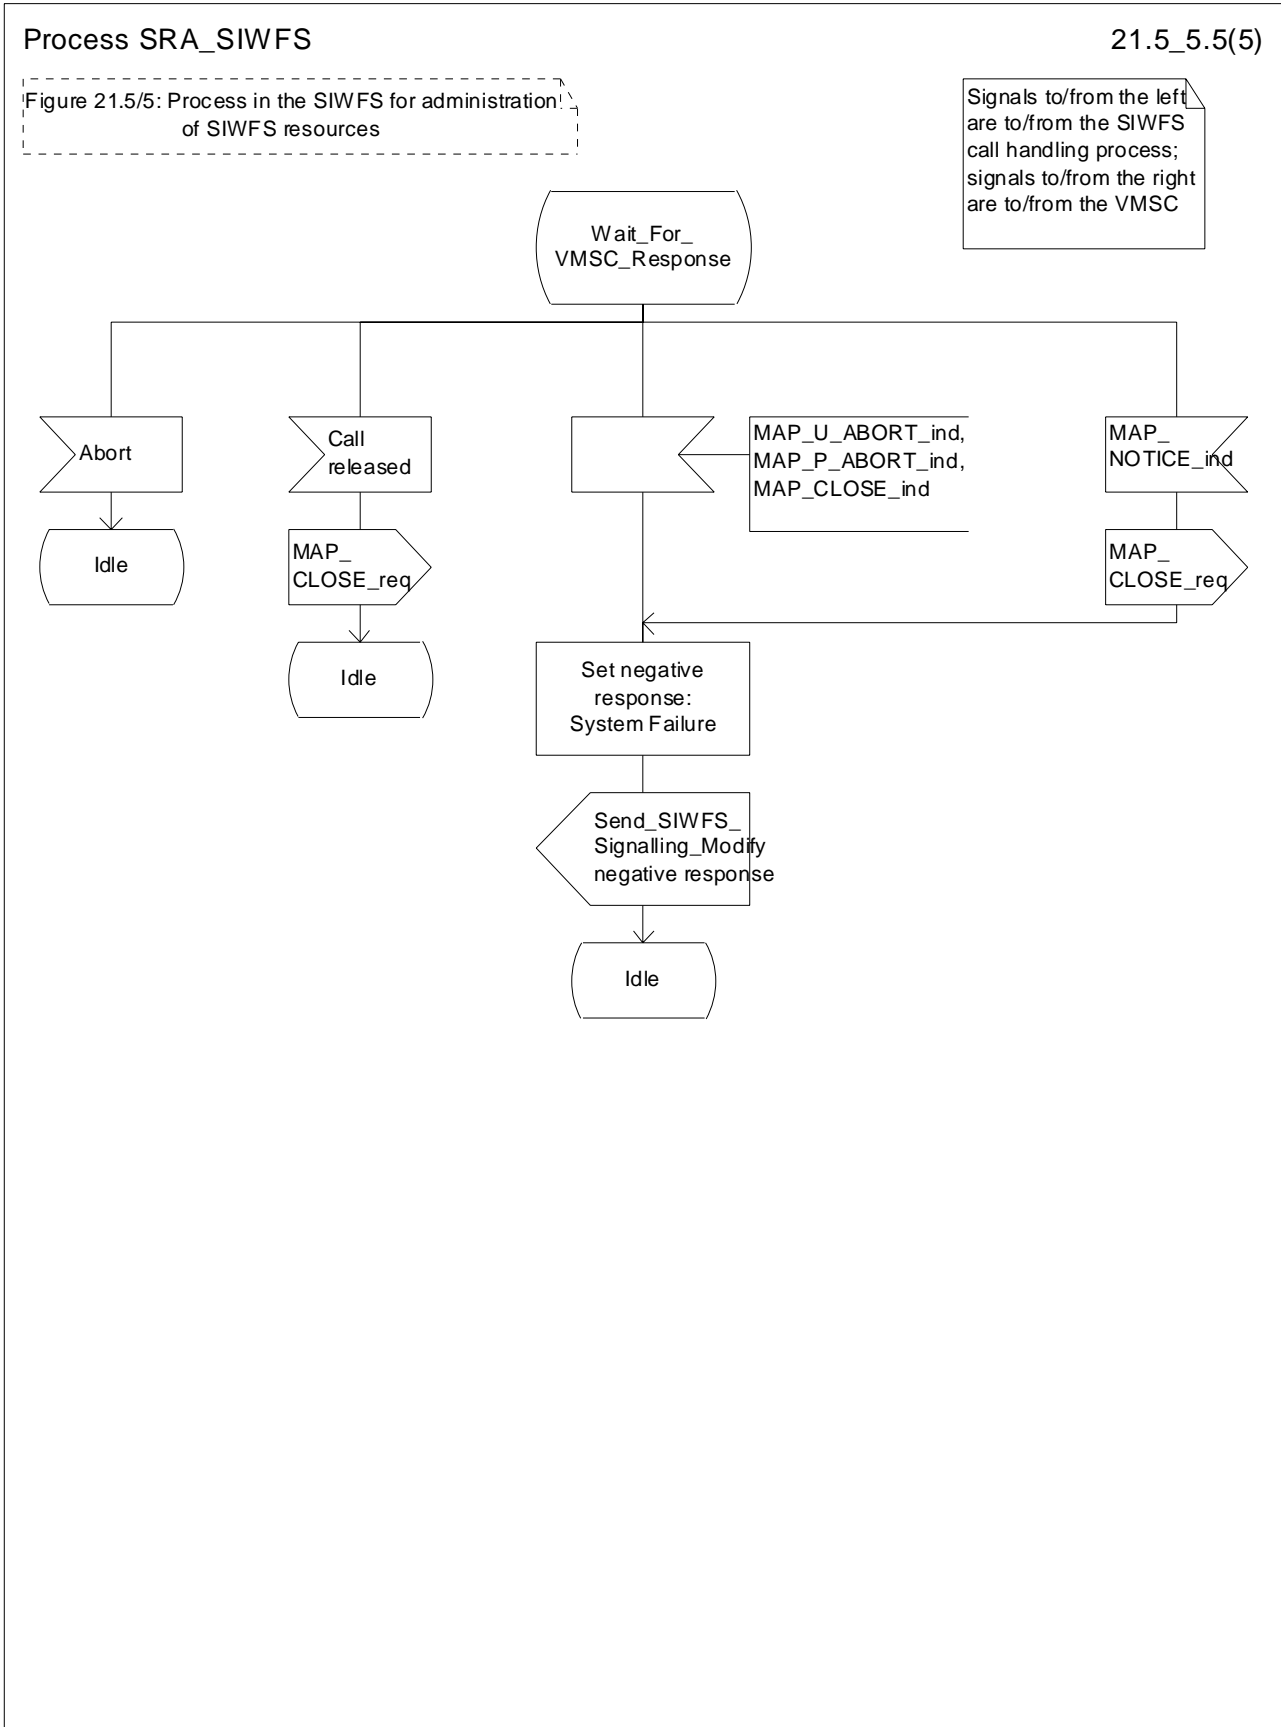 Process SRA_SIWFS
21.5_5.5(5)
Figure 21.5/5: Process in the SIWFS for administration
of SIWFS resources
Signals to/from the left
are to/from the SIWFS
call handling process;
signals to/from the right
are to/from the VMSC
Wait_For_
VMSC_Response
Abort
Call
released
MAP_U_ABORT_ind,
MAP_P_ABORT_ind,
MAP_CLOSE_ind
MAP_
NOTICE_ind
Idle
MAP_
CLOSE_req
MAP_
CLOSE_req
Idle
Set negative
response:
System Failure
Send_SIWFS_
Signalling_Modify
negative response
Idle